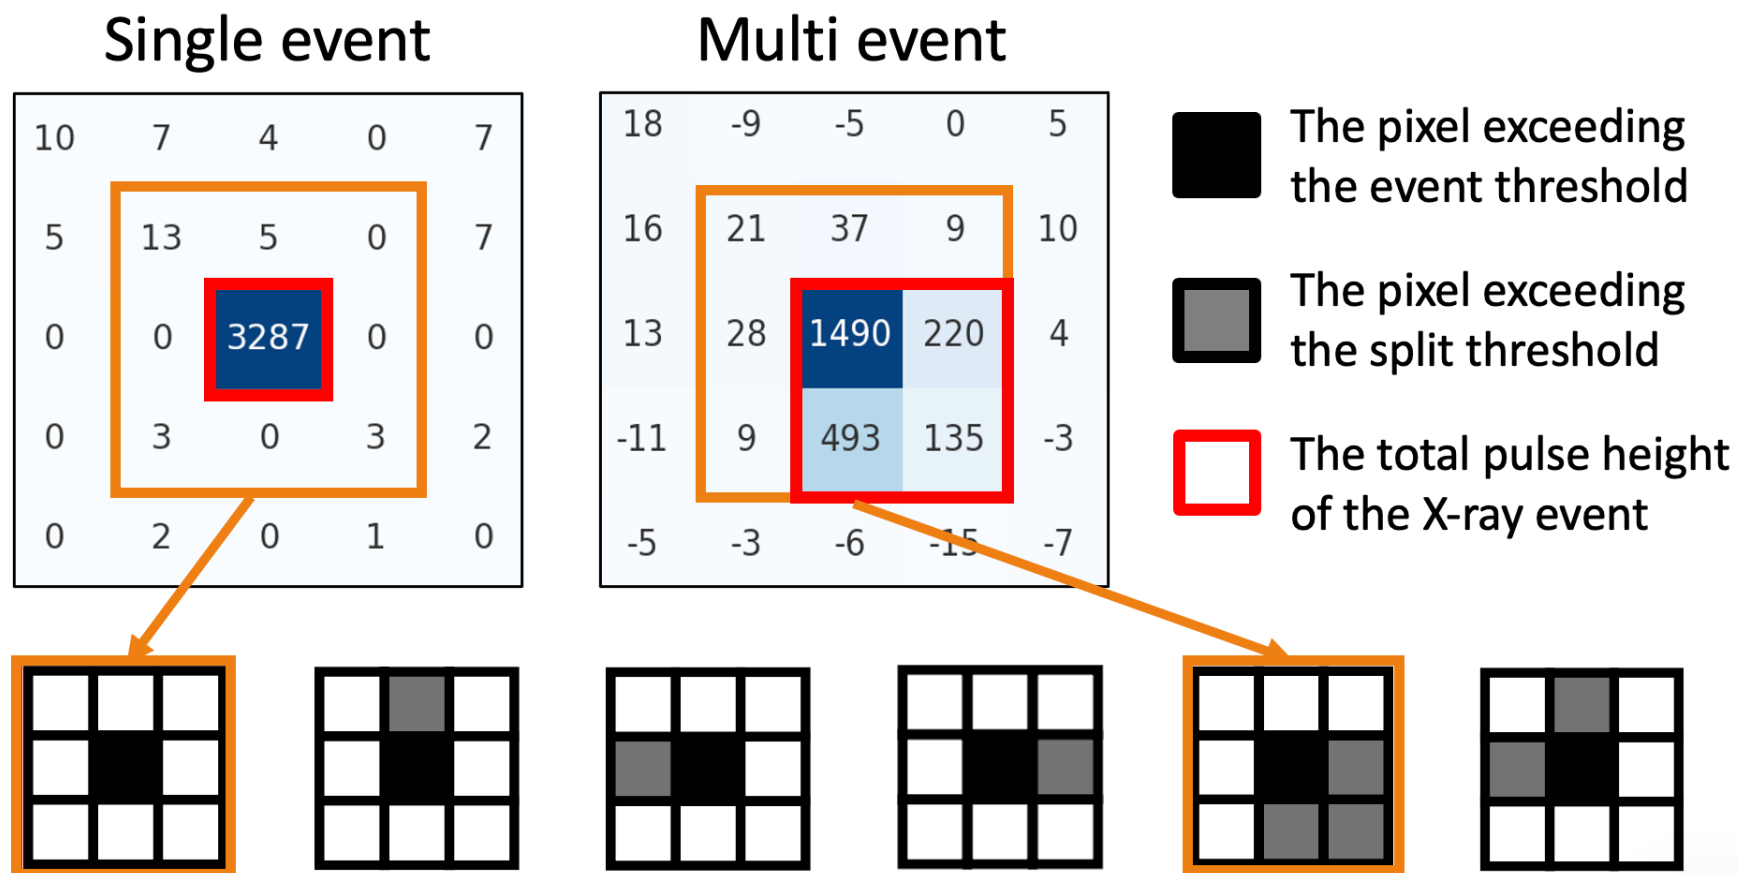 Single event
Multi event
10 7 4 0 7
5 13 5 0 7
0 0 3287 0 0
0 3 0 3 2
0 2 0 1 0
18 -9 -5 0 5
16 21 37 9 10
13 28 1490 220 4
-11 9 493 135 -3
-5 -3 -6 -15 -7
The pixel exceeding
the event threshold
The pixel exceeding
the split threshold
The total pulse height
of the X-ray event